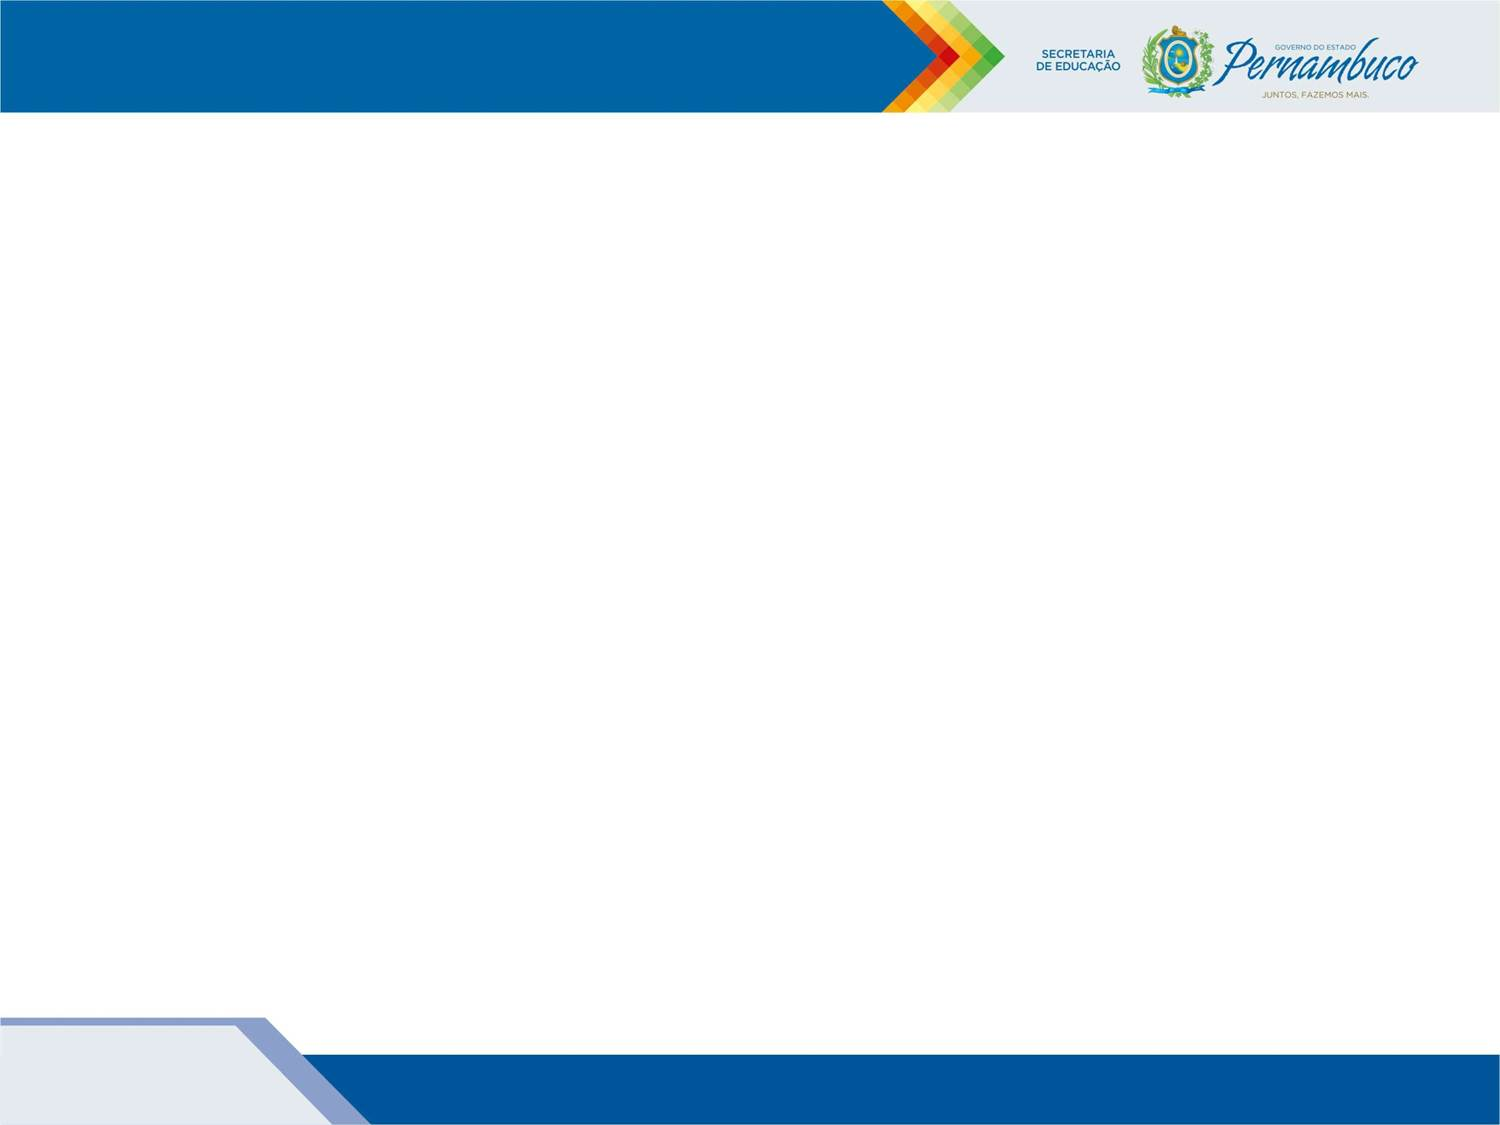 SECRETARIA
DE EDUCAÇÃO
GOVERNO DO ESTADO
Pernambuco
JUNTOS, FAZEMOS MAIS.